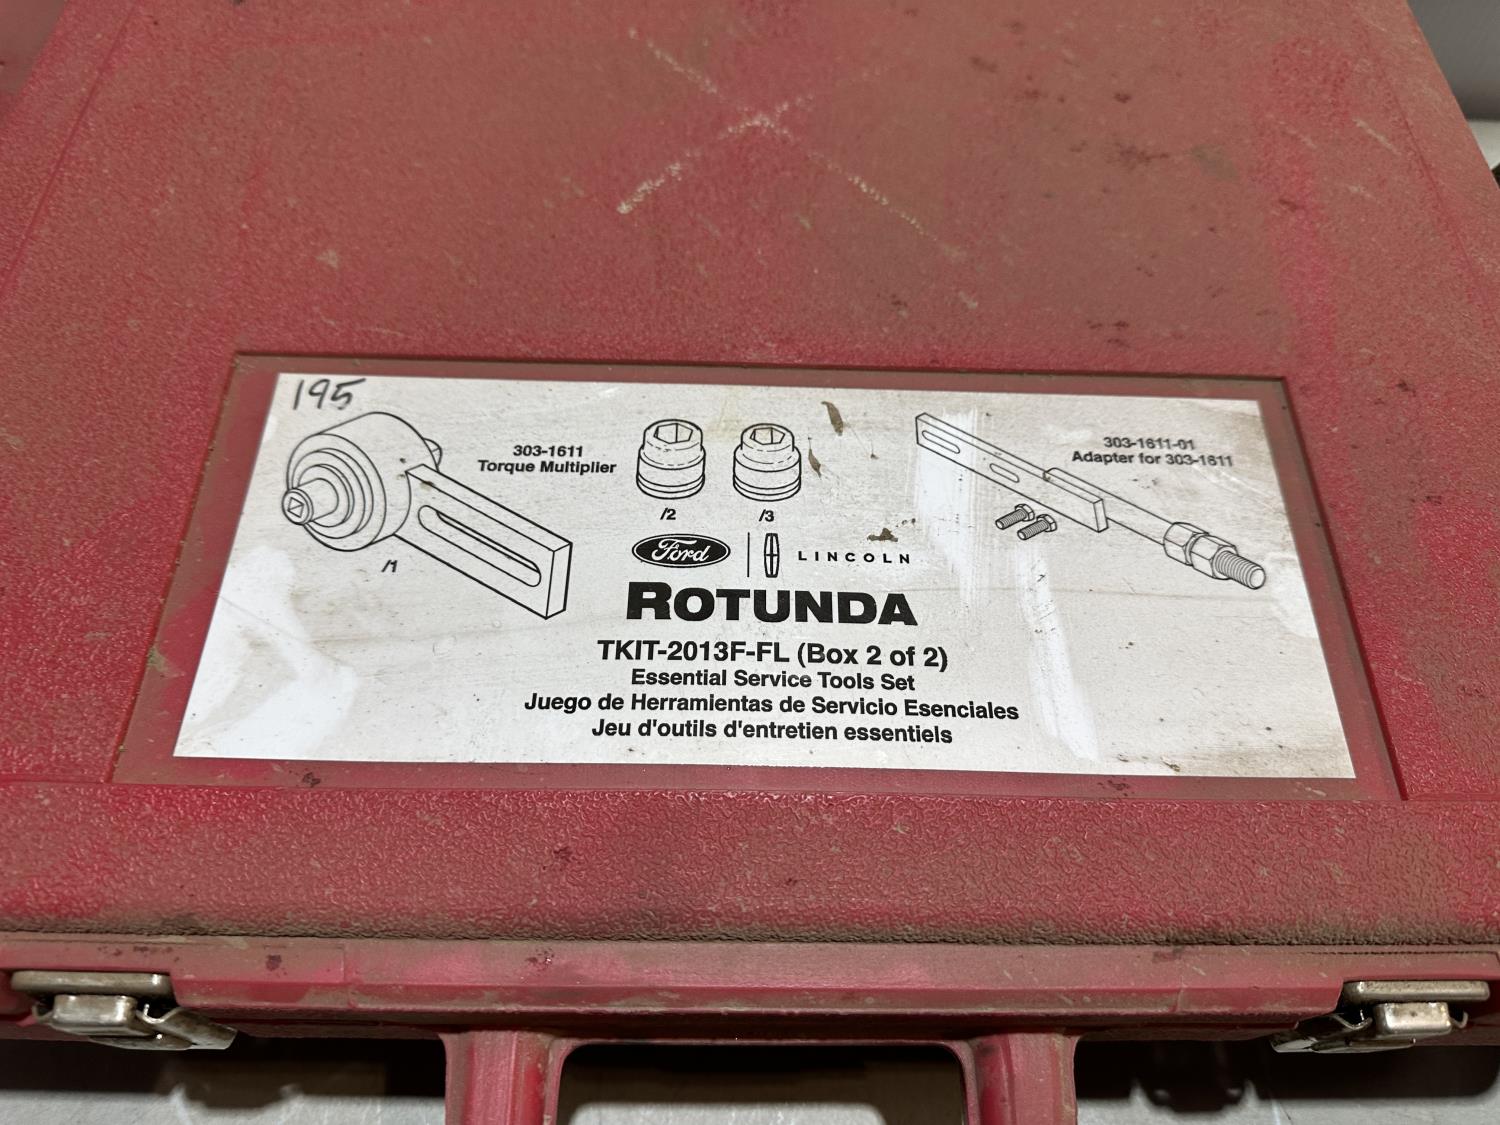 195
303-1611
Torque Multiplier
/1
/2
/3
303-1611-01
Adapter for 303-1611
Ford
LINCOLN
ROTUNDA
TKIT-2013F-FL (Box 2 of 2)
Essential Service Tools Set
Juego de Herramientas de Servicio Esenciales
Jeu d'outils d'entretien essentiels